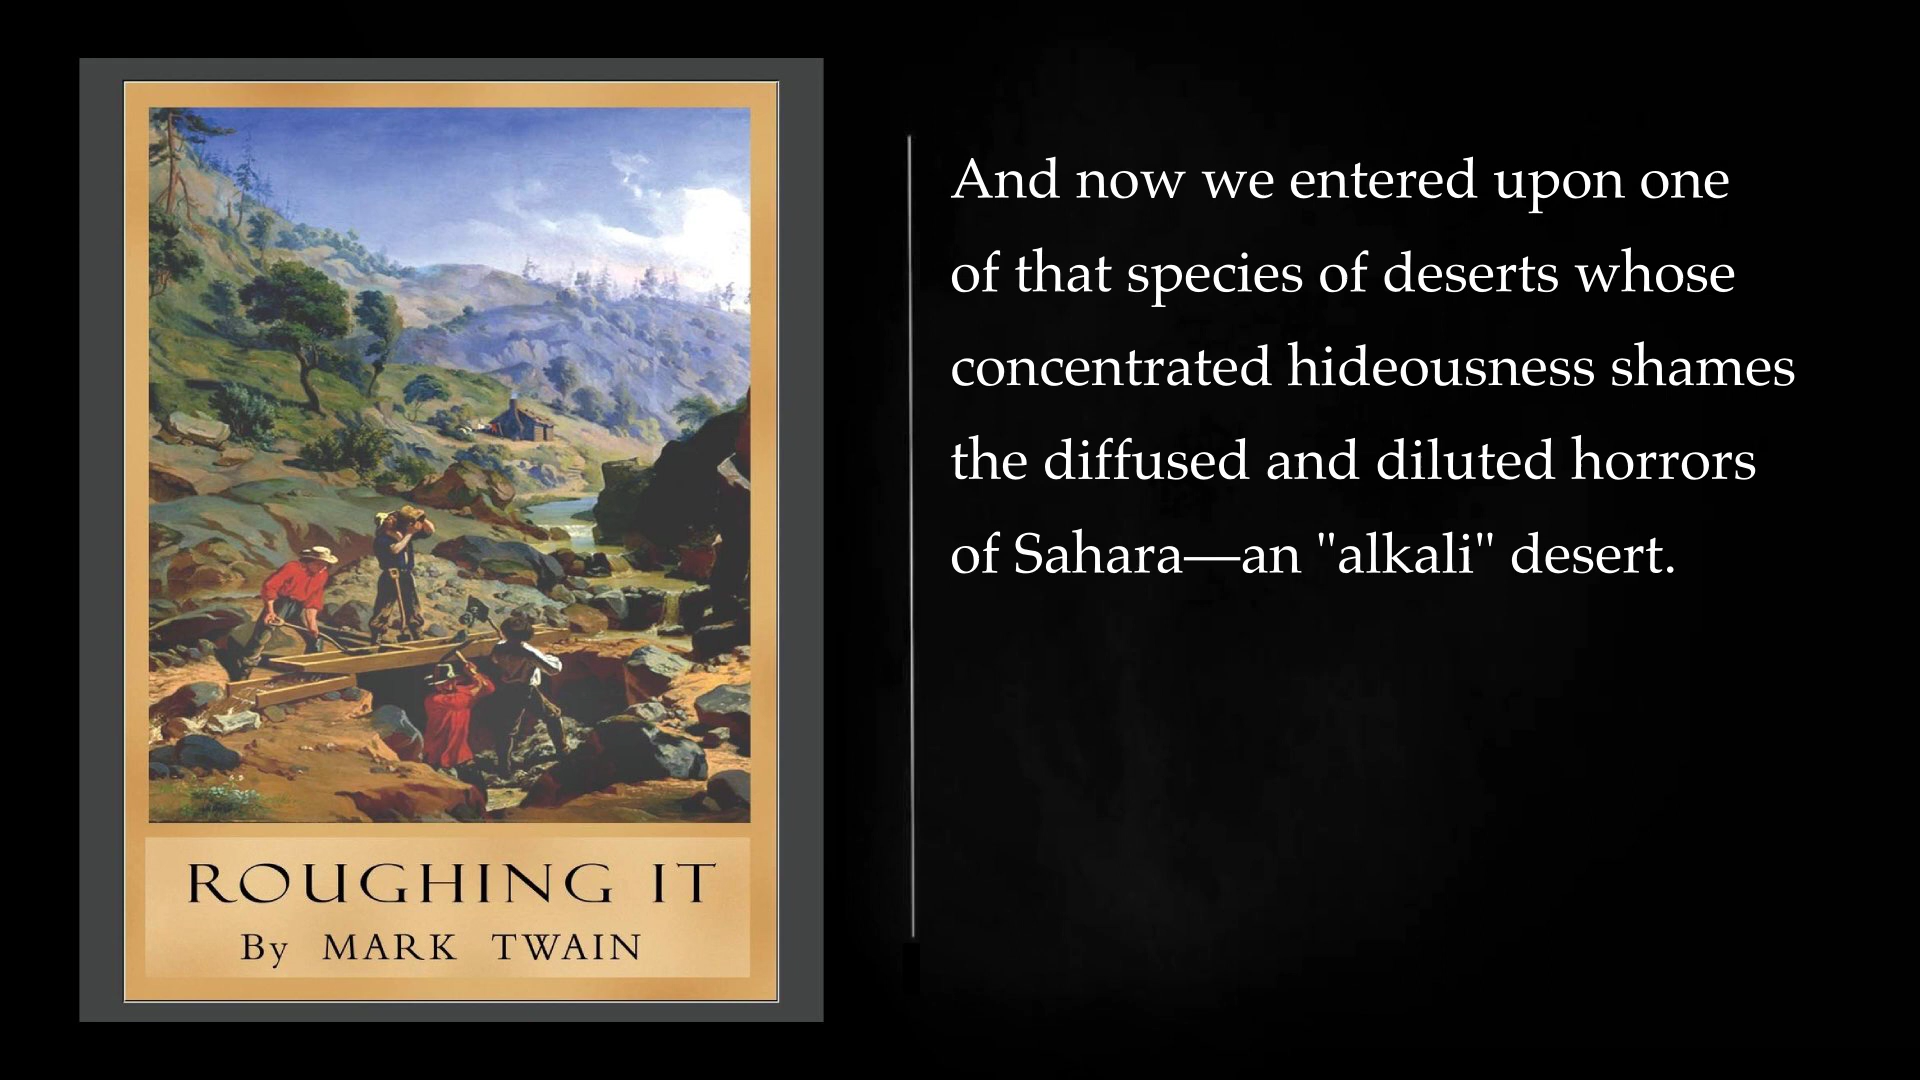 ROUGHING IT
By MARK TWAIN
And now we entered upon one
of that species of deserts whose
concentrated hideousness shames
the diffused and diluted horrors
of Sahara—an "alkali" desert.